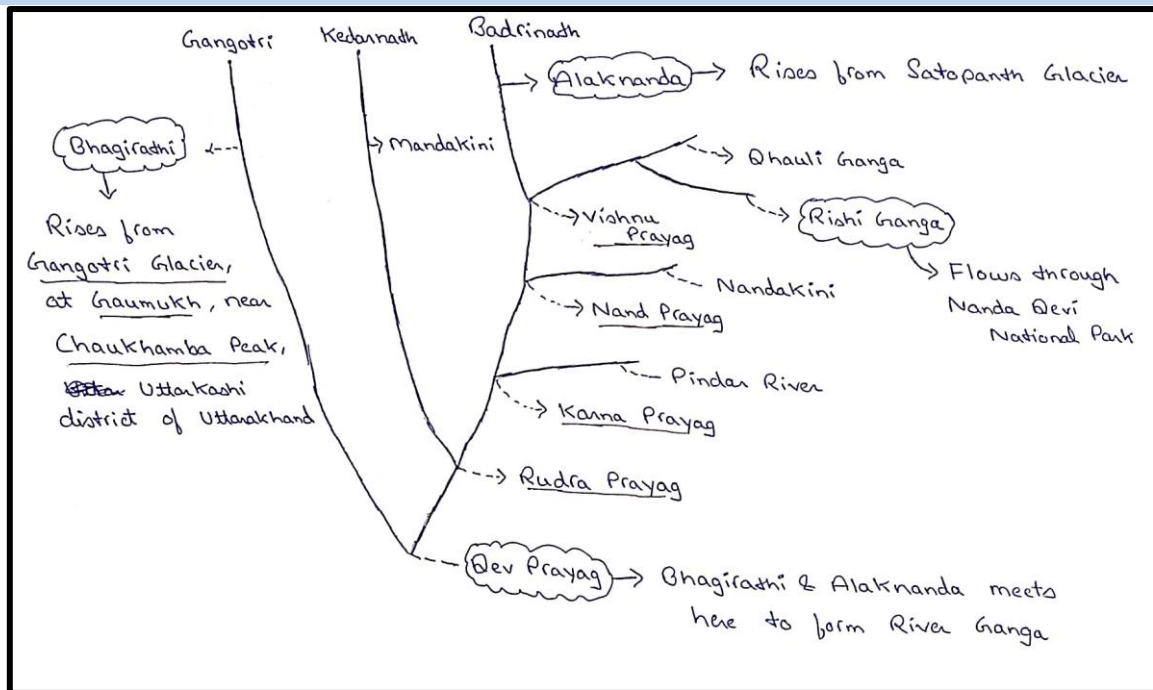 Gangotri
Kedarnath
Badrinath
Alaknanda
Rises from Satopanth Glacier
Bhagirathi
Mandakini
Dhauli Ganga
Rises from
Gangotri Glacier,
at Gaumukh, near
Chaukhamba Peak,
Uttarkashi
district of Uttarakhand
Vishnu
Prayag
Rishi Ganga
Flows through
Nanda Devi
National Park
Nandakini
Nand Prayag
Pindar River
Karna Prayag
Rudra Prayag
Dev Prayag
Bhagirathi & Alaknanda meets
here to form River Ganga